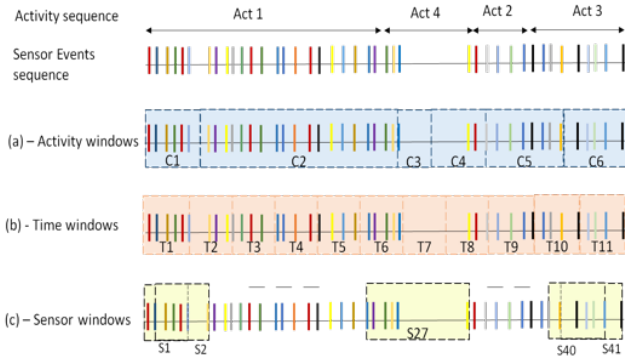 Activity sequence
Act 1
Act 4
Act 2
Act 3
Sensor Events
sequence
(a) – Activity windows
C1
C2
C3
C4
C5
C6
(b) - Time windows
T1
T2
T3
T4
T5
T6
T7
T8
T9
T10
T11
(c) – Sensor windows
S1
S2
S27
S40
S41